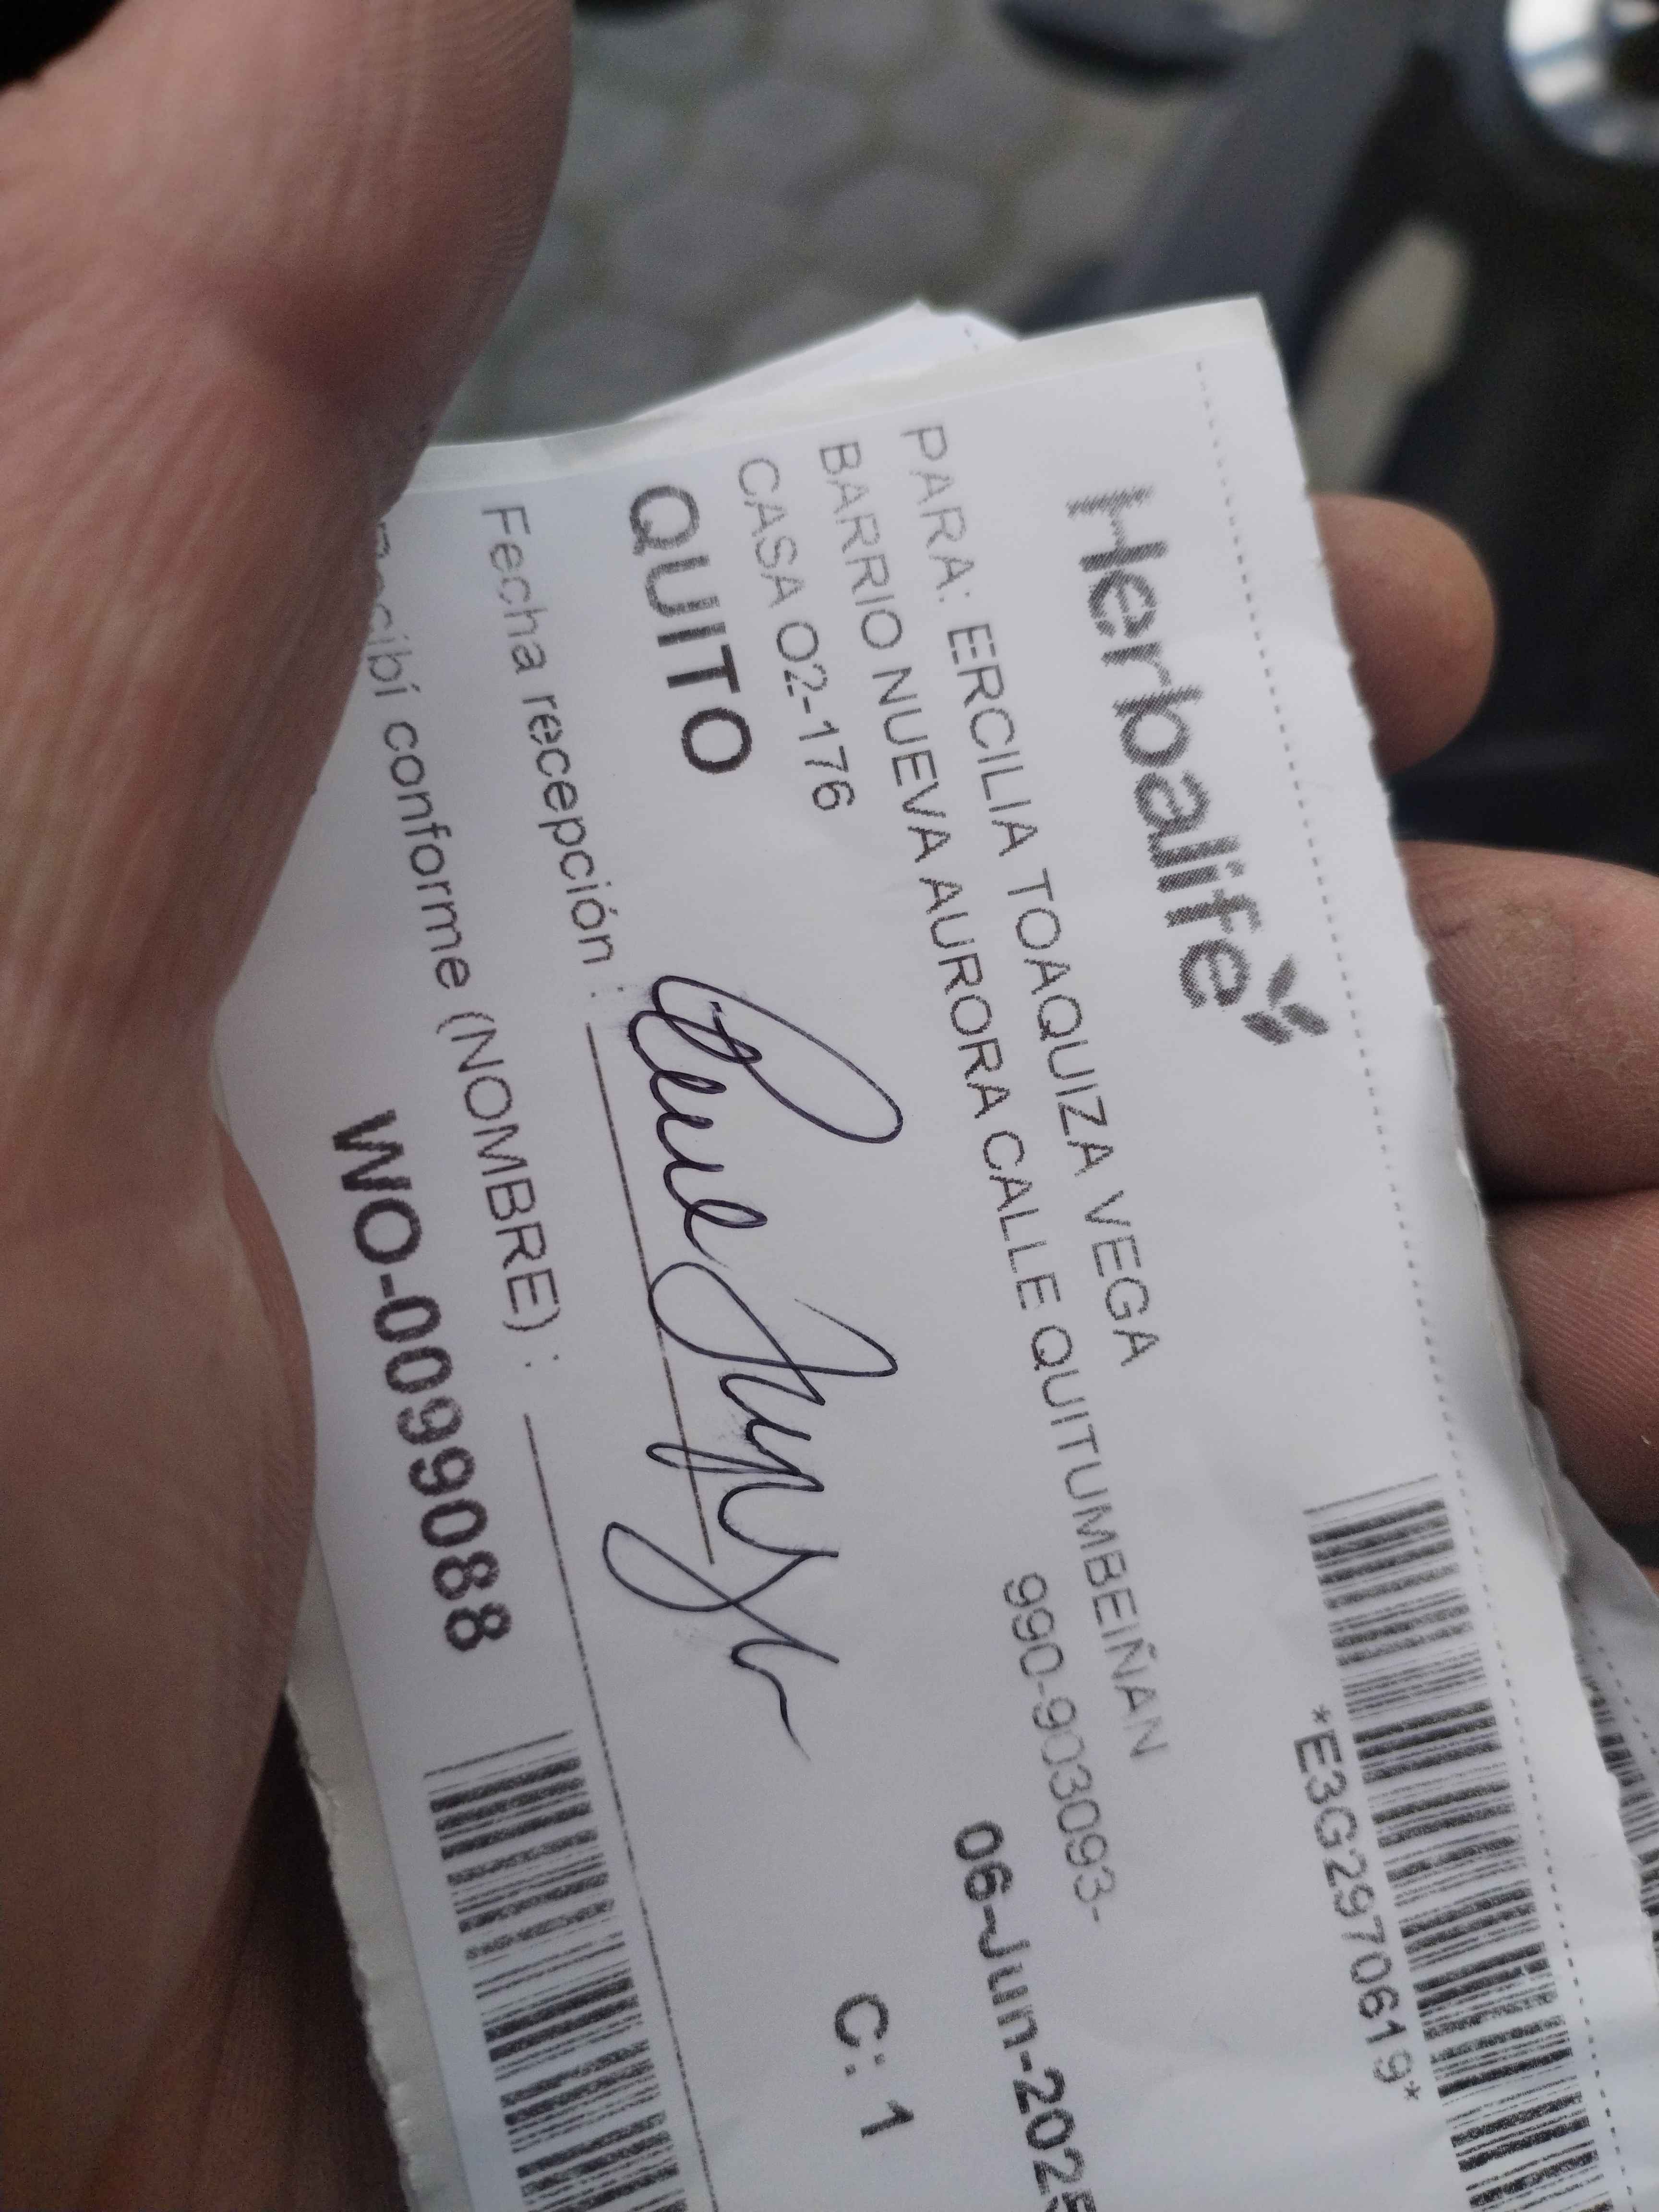 Herbalife
*E3G2970619*
PARA: ERCILIA TOAQUIZA VEGA
BARRIO NUEVA AURORA CALLE QUITUMBEIÑAN
CASA O2-176
990-903093-
QUITO
06-Jun-2025
C: 1
Fecha recepción :
Recibí conforme (NOMBRE) :
WO-0099088